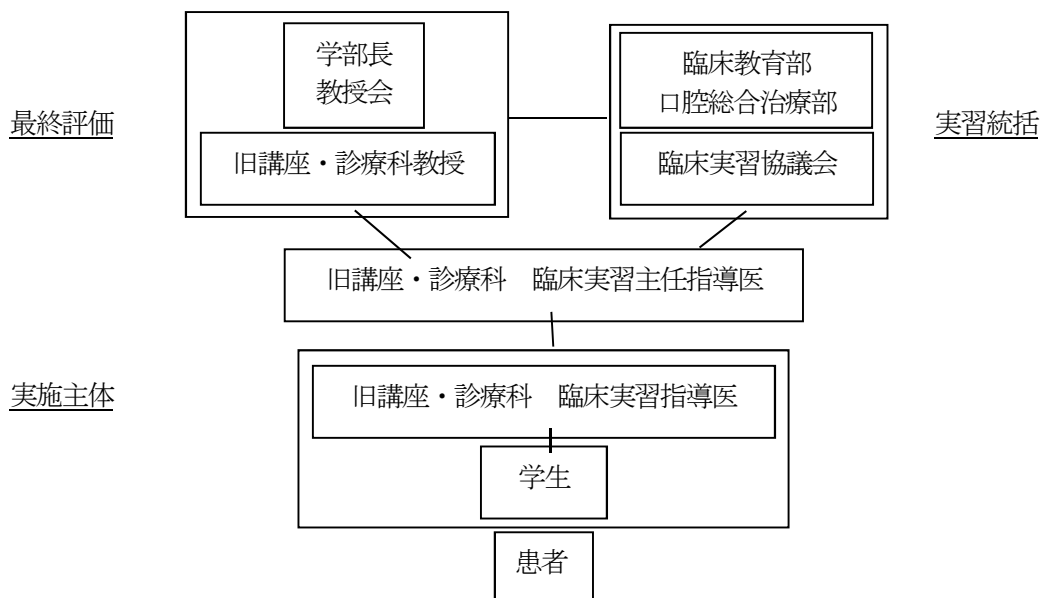 学部長
教授会
臨床教育部
口腔総合治療部
最終評価
実習統括
旧講座・診療科教授
臨床実習協議会
旧講座・診療科　臨床実習主任指導医
実施主体
旧講座・診療科　臨床実習指導医
学生
患者